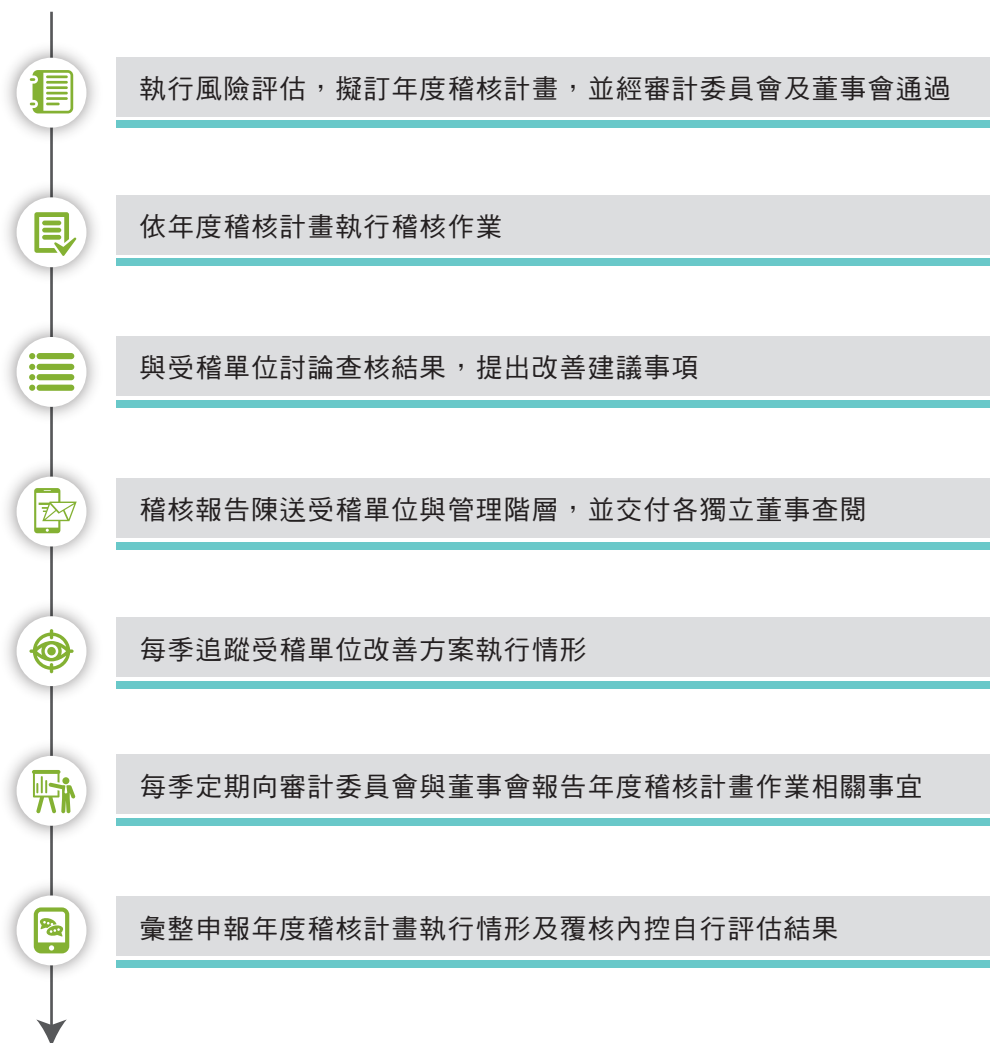 執行風險評估，擬訂年度稽核計畫，並經審計委員會及董事會通過
依年度稽核計畫執行稽核作業
與受稽單位討論查核結果，提出改善建議事項
稽核報告陳送受稽單位與管理階層，並交付各獨立董事查閱
每季追蹤受稽單位改善方案執行情形
每季定期向審計委員會與董事會報告年度稽核計畫作業相關事宜
彙整申報年度稽核計畫執行情形及覆核內控自行評估結果